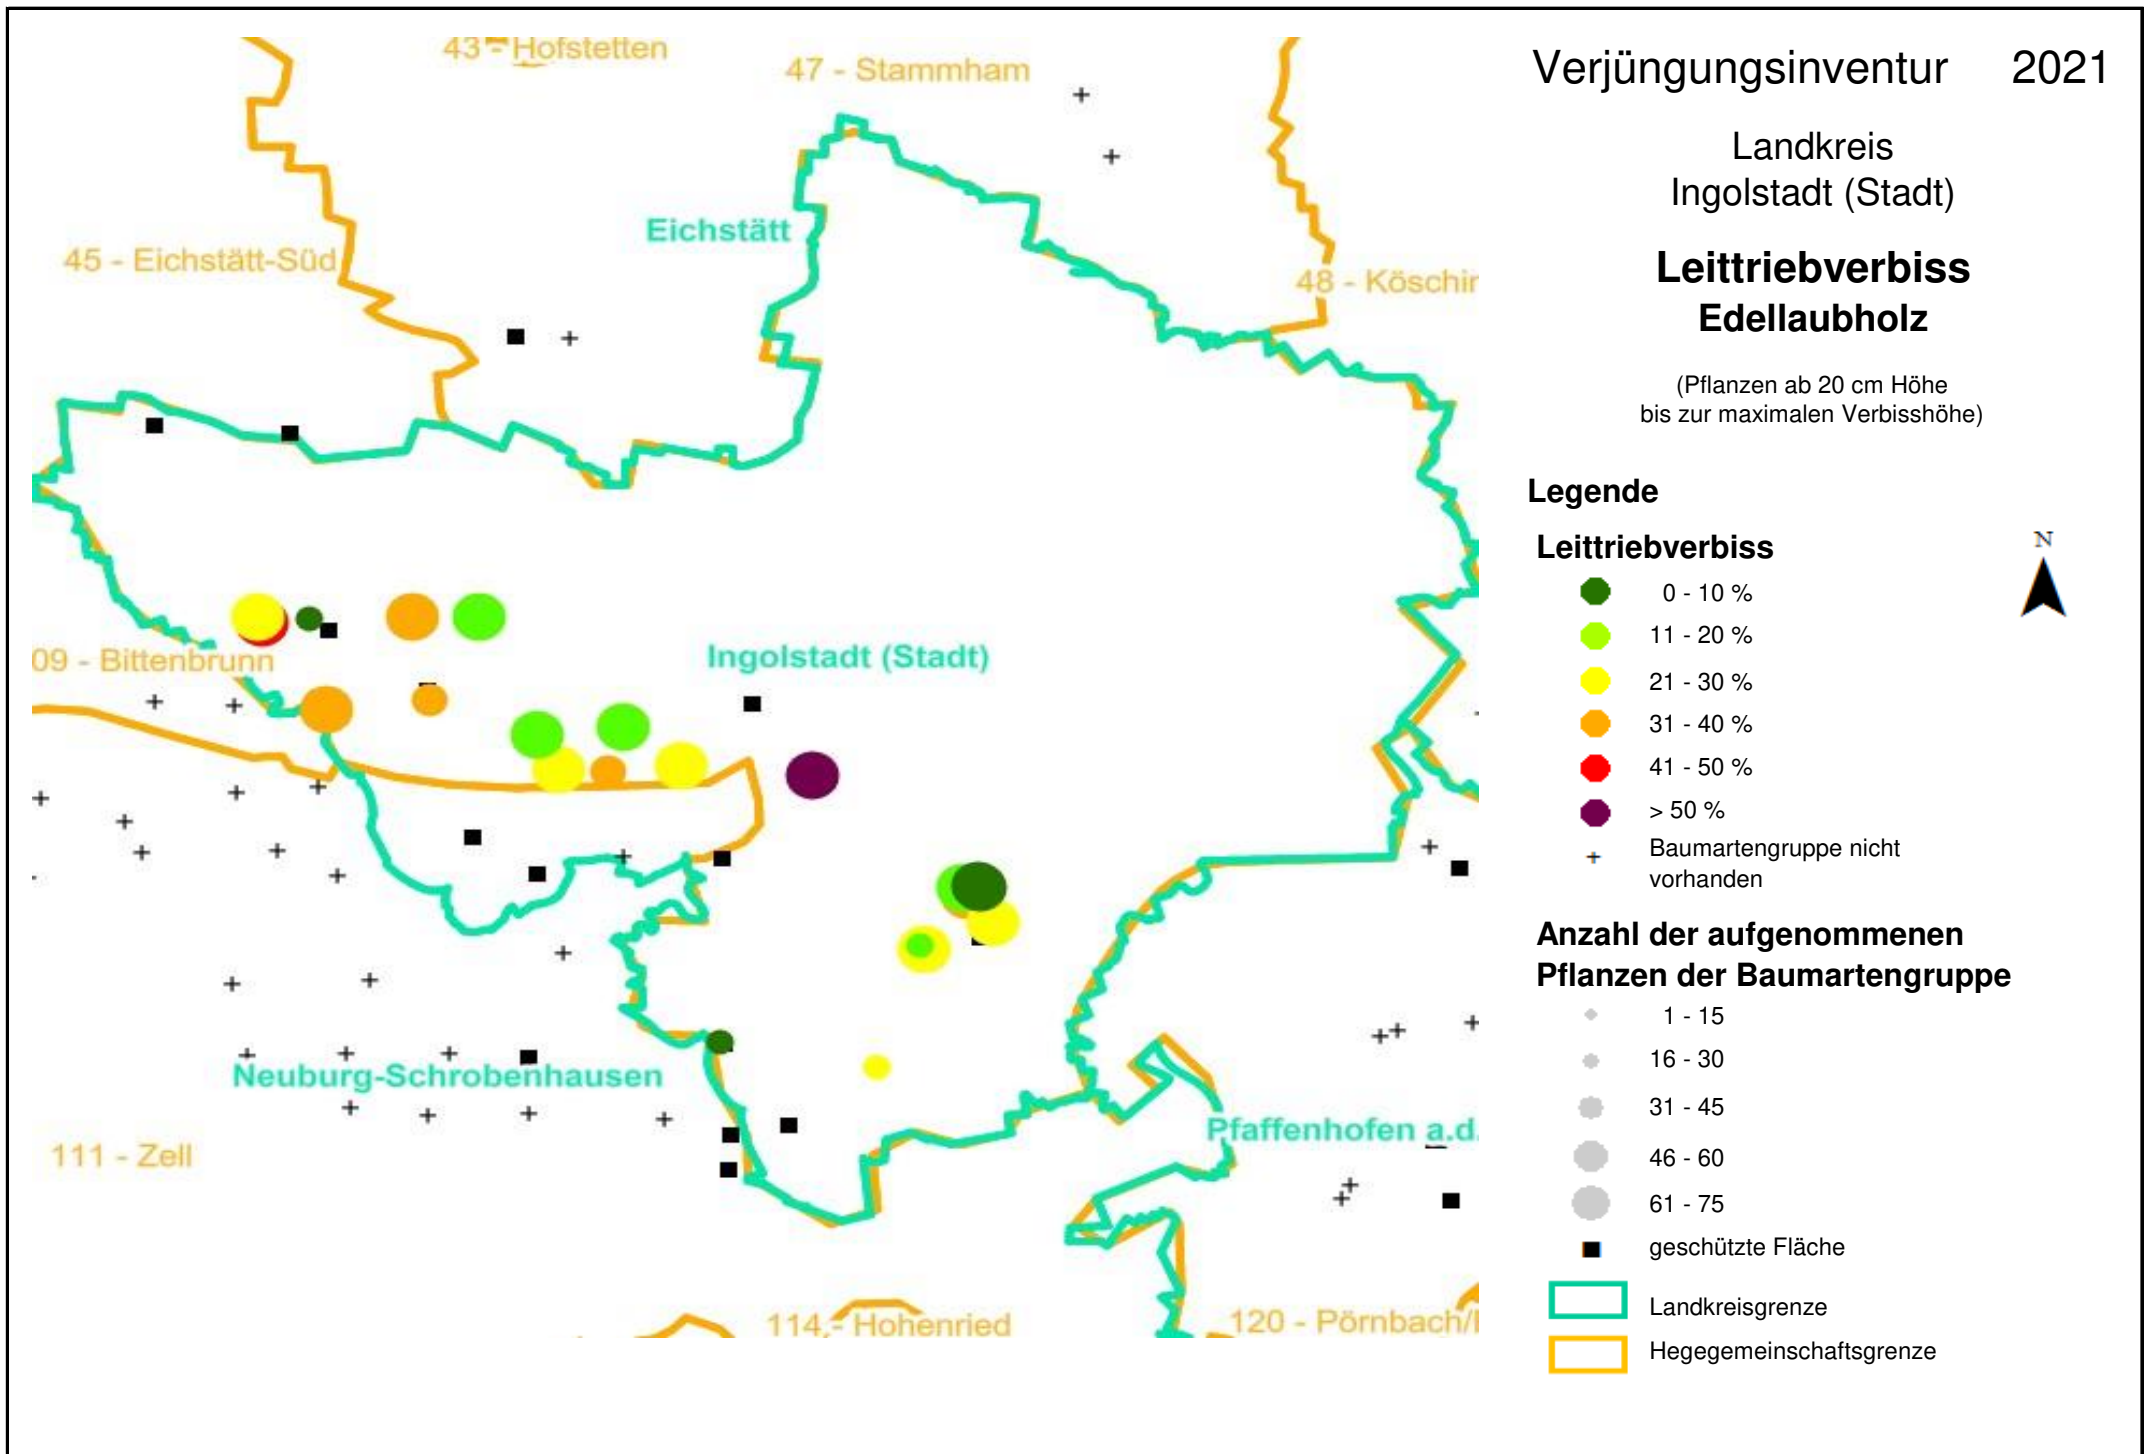 43 - Hofstetten
47 - Stammham
Eichstätt
45 - Eichstätt-Süd
48 - Köschir
09 - Bittenbrunn
Ingolstadt (Stadt)
Neuburg-Schrobenhausen
Pfaffenhofen a.d.
111 - Zell
114 - Hohenried
120 - Pörnbach/
Verjüngungsinventur 2021
Landkreis
Ingolstadt (Stadt)
Leittriebverbiss
Edellaubholz
(Pflanzen ab 20 cm Höhe
bis zur maximalen Verbisshöhe)
Legende
Leittriebverbiss
N
0 - 10 %
11 - 20 %
21 - 30 %
31 - 40 %
41 - 50 %
> 50 %
Baumartengruppe nicht
vorhanden
Anzahl der aufgenommenen
Pflanzen der Baumartengruppe
1 - 15
16 - 30
31 - 45
46 - 60
61 - 75
geschützte Fläche
Landkreisgrenze
Hegegemeinschaftsgrenze